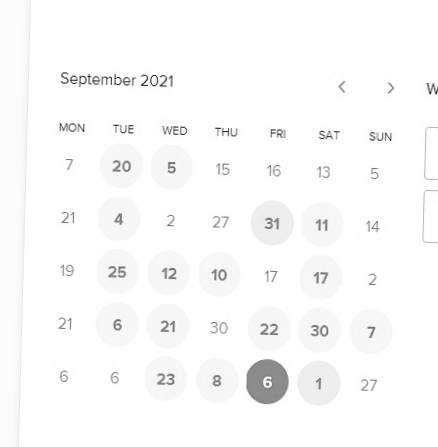 September 2021
< >
W
MON TUE WED THU FRI SAT SUN
7 20 5 15 16 13 5
21 4 2 27 31 11 14
19 25 12 10 17 17 2
21 6 21 30 22 30 7
6 6 23 8 6 1 27